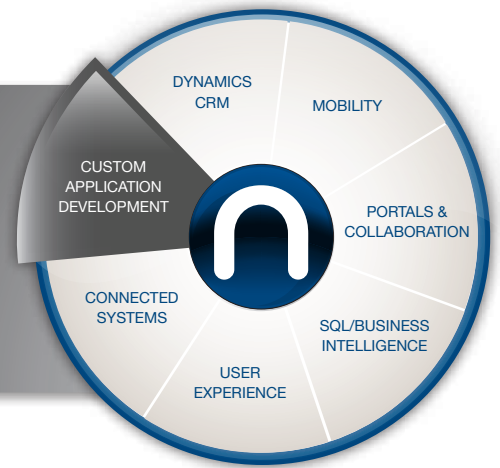 DYNAMICS
CRM
MOBILITY
CUSTOM
APPLICATION
DEVELOPMENT
PORTALS &
COLLABORATION
CONNECTED
SYSTEMS
SQL/BUSINESS
INTELLIGENCE
USER
EXPERIENCE